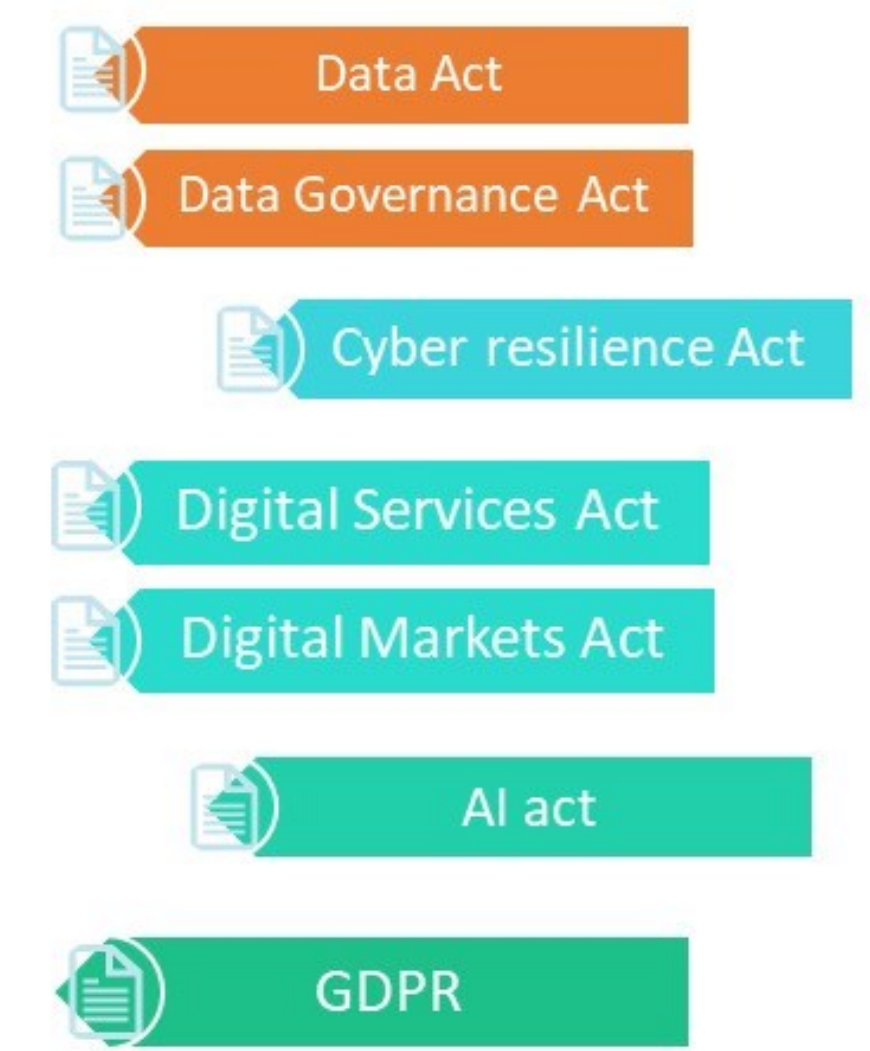 Data Act
Data Governance Act
Cyber resilience Act
Digital Services Act
Digital Markets Act
AI act
GDPR